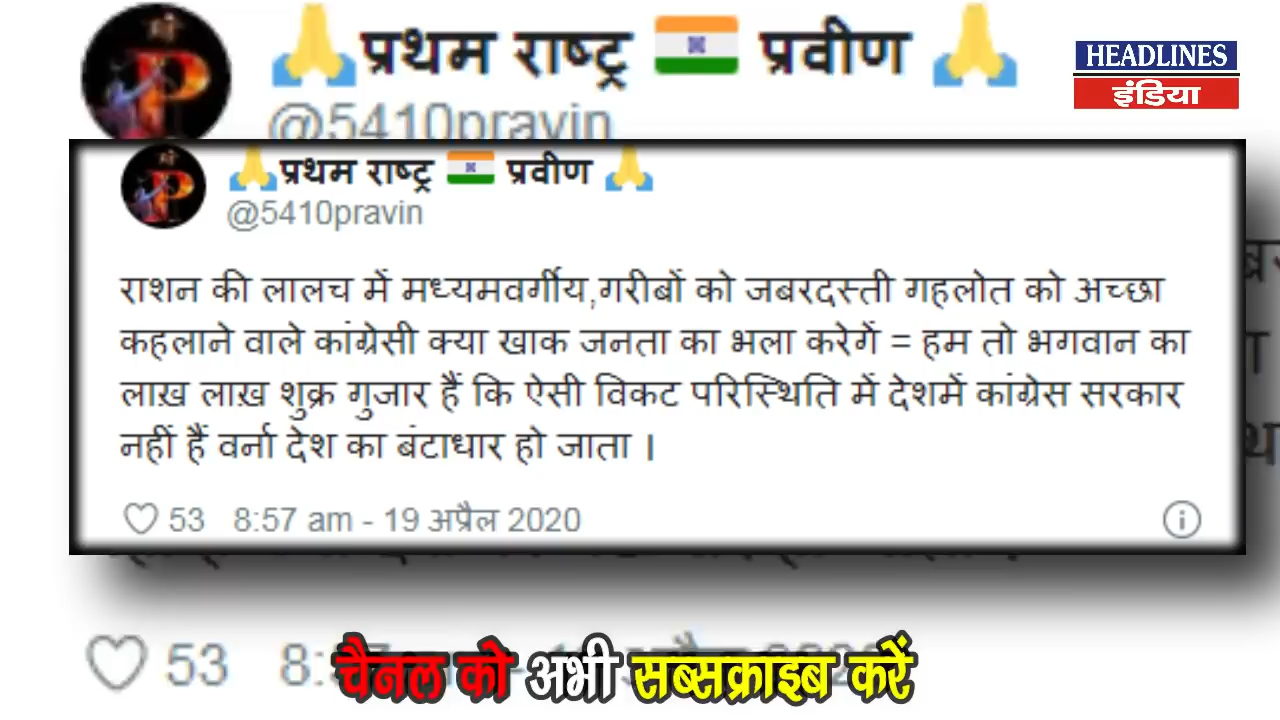 🙏प्रथम राष्ट्र 🇮🇳 प्रवीण 🙏
@5410pravin
HEADLINES
इंडिया
🙏प्रथम राष्ट्र 🇮🇳 प्रवीण 🙏
@5410pravin
राशन की लालच में मध्यमवर्गीय,गरीबों को जबरदस्ती गहलोत को अच्छा
कहलाने वाले कांग्रेसी क्या खाक जनता का भला करेगें = हम तो भगवान का
लाख़ लाख़ शुक्र गुजार हैं कि ऐसी विकट परिस्थिति में देशमें कांग्रेस सरकार
नहीं हैं वर्ना देश का बंटाधार हो जाता ।
53 8:57 am - 19 अप्रैल 2020
53 8:
चैनल को अभी सब्सक्राइब करें